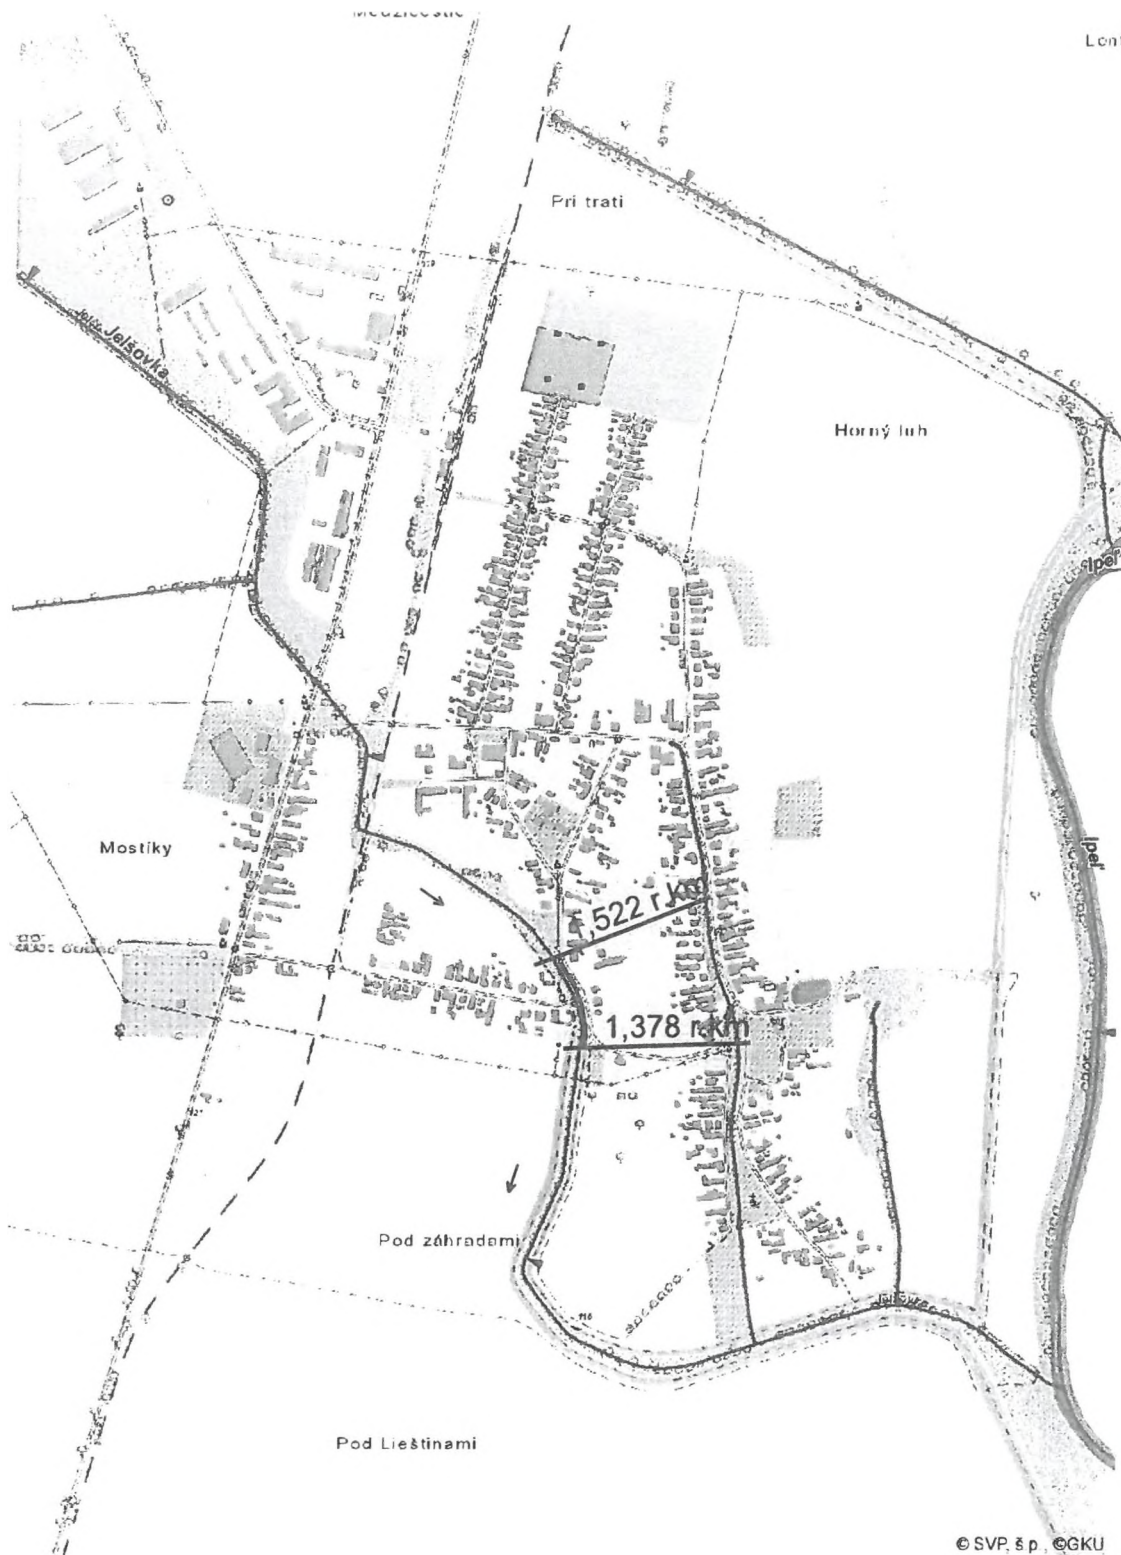 Pri trati
Jelšovka
Horný luh
Ipeľ
Ipeľ
Mostíky
,522 r.km
1,378 r.km
Pod záhradami
Pod Lieštinami
© SVP, š.p., ©GKU